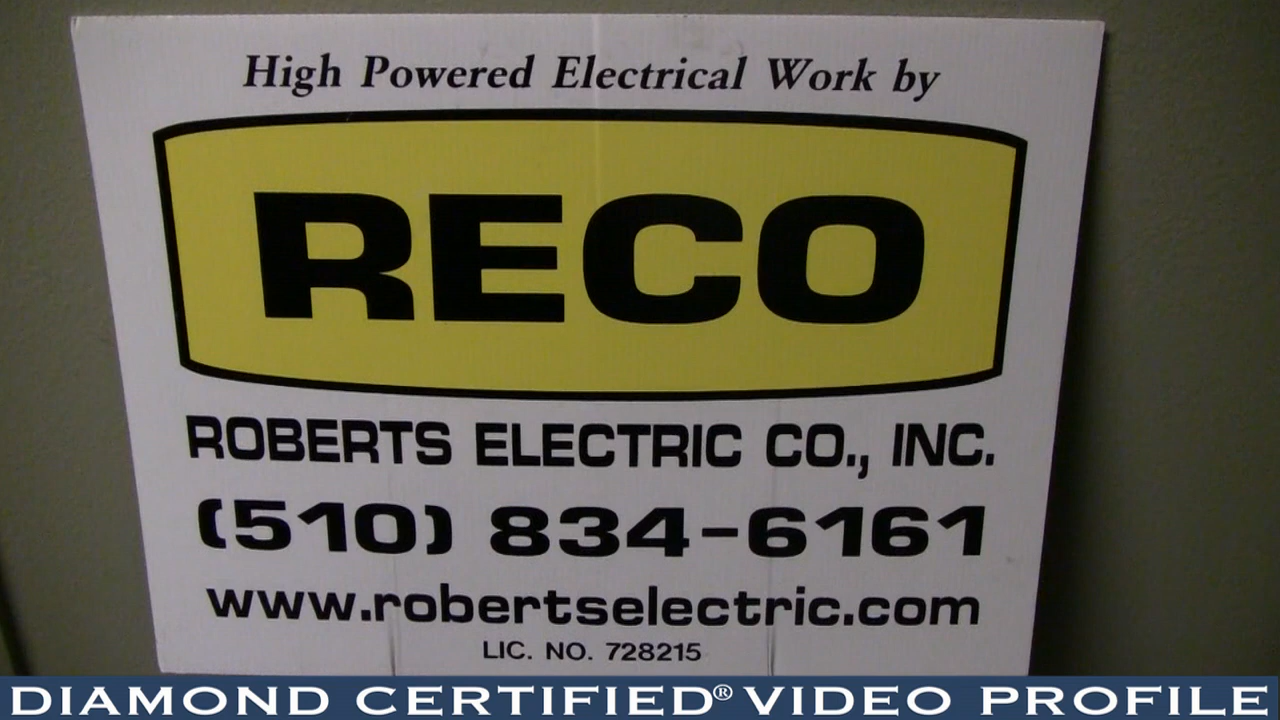 High Powered Electrical Work by
RECO
ROBERTS ELECTRIC CO., INC.
(510) 834-6161
www.robertselectric.com
LIC. NO. 728215
DIAMOND CERTIFIED® VIDEO PROFILE